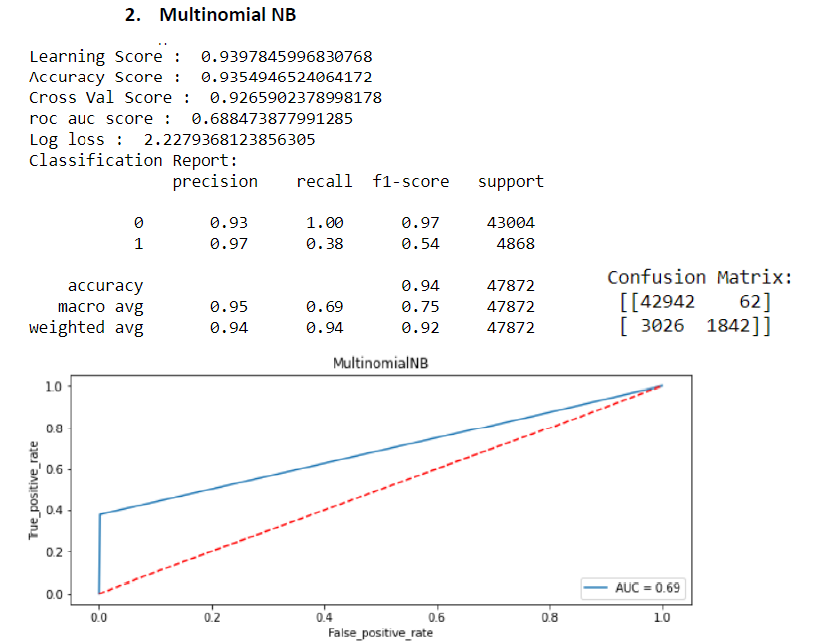 2. Multinomial NB
Learning Score : 0.9397845996830768
Accuracy Score : 0.9354946524064172
Cross Val Score : 0.9265902378998178
roc auc score : 0.688473877991285
Log loss : 2.2279368123856305
Classification Report:
precision recall f1-score support
0 0.93 1.00 0.97 43004
1 0.97 0.38 0.54 4868
accuracy 0.94 47872
macro avg 0.95 0.69 0.75 47872
weighted avg 0.94 0.94 0.92 47872
Confusion Matrix:
[[42942 62]
[ 3026 1842]]
MultinomialNB
1.0
0.8
0.6
0.4
0.2
0.0
True_positive_rate
AUC = 0.69
0.0 0.2 0.4 0.6 0.8 1.0
False_positive_rate